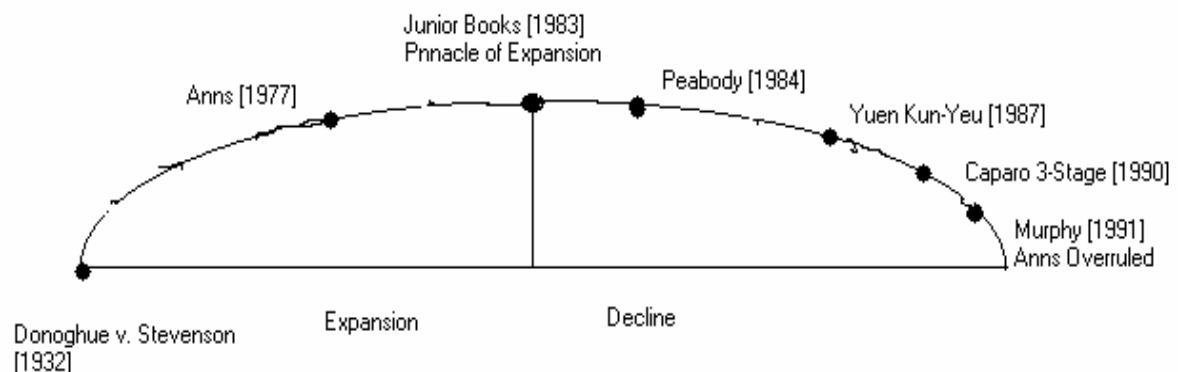 Junior Books [1983]
Pnnacle of Expansion
Anns [1977]
Peabody [1984]
Yuen Kun-Yeu [1987]
Caparo 3-Stage [1990]
Murphy [1991]
Anns Overruled
Donoghue v. Stevenson
[1932]
Expansion
Decline